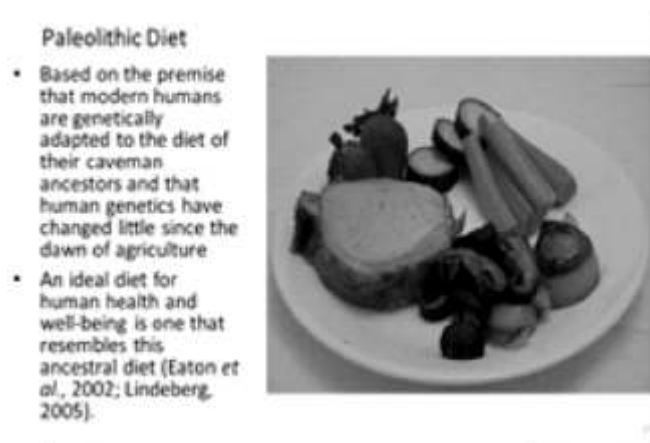 Paleolithic Diet
• Based on the premise
that modern humans
are genetically
adapted to the diet of
their caveman
ancestors and that
human genetics have
changed little since the
dawn of agriculture
• An ideal diet for
human health and
well-being is one that
resembles this
ancestral diet (Eaton et
al., 2002; Lindeberg,
2005).